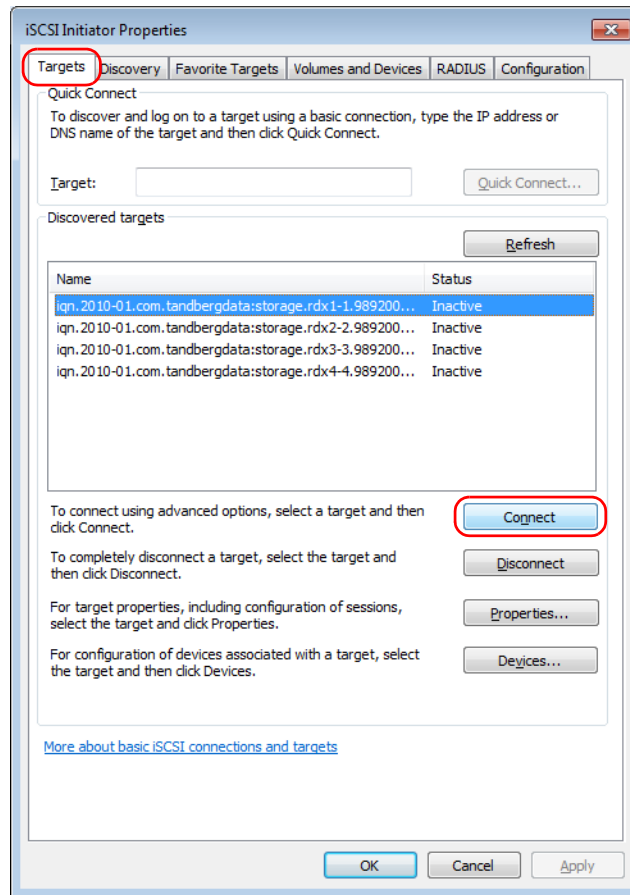 iSCSI Initiator Properties
Targets Discovery Favorite Targets Volumes and Devices RADIUS Configuration
Quick Connect
To discover and log on to a target using a basic connection, type the IP address or
DNS name of the target and then click Quick Connect.
Target: Quick Connect...
Discovered targets
Refresh
Name Status
iqn.2010-01.com.tandbergdata:storage.rdx1-1.989200... Inactive
iqn.2010-01.com.tandbergdata:storage.rdx2-2.989200... Inactive
iqn.2010-01.com.tandbergdata:storage.rdx3-3.989200... Inactive
iqn.2010-01.com.tandbergdata:storage.rdx4-4.989200... Inactive
To connect using advanced options, select a target and then
click Connect.
Connect
To completely disconnect a target, select the target and
then click Disconnect.
Disconnect
For target properties, including configuration of sessions,
select the target and click Properties.
Properties...
For configuration of devices associated with a target, select
the target and then click Devices.
Devices...
More about basic iSCSI connections and targets
OK Cancel Apply